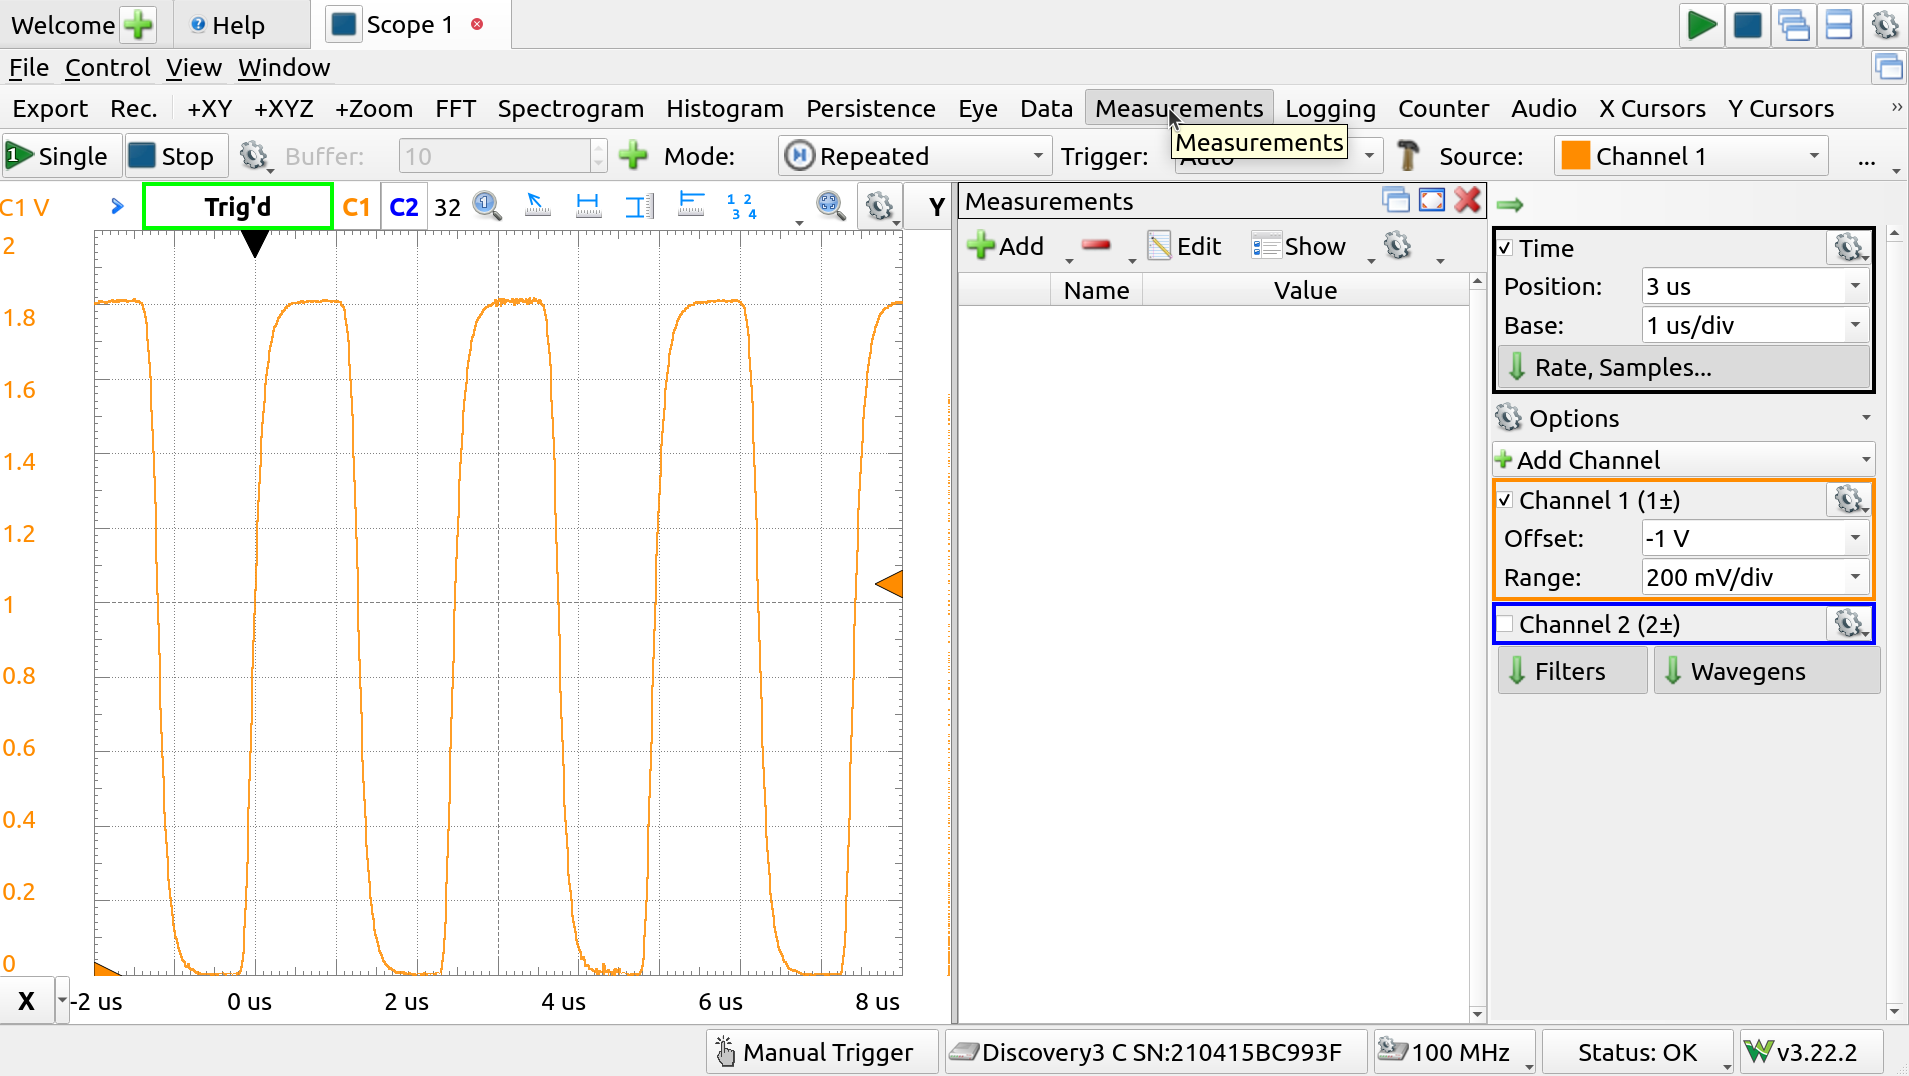 Welcome Help Scope 1
File Control View Window
Export Rec. +XY +XYZ +Zoom FFT Spectrogram Histogram Persistence Eye Data Measurements Logging Counter Audio X Cursors Y Cursors »
1 Single Stop Buffer: 10 Mode: Repeated Trigger: Auto Source: Channel 1 ...
Measurements
C1 V Trig'd C1 C2 32 1 1 2 3 4 Y
Measurements
Add Edit Show
Name Value
2
1.8
1.6
1.4
1.2
1
0.8
0.6
0.4
0.2
0
X -2 us 0 us 2 us 4 us 6 us 8 us
Time
Position: 3 us
Base: 1 us/div
Rate, Samples...
Options
Add Channel
Channel 1 (1±)
Offset: -1 V
Range: 200 mV/div
Channel 2 (2±)
Filters Wavegens
Manual Trigger Discovery3 C SN:210415BC993F 100 MHz Status: OK v3.22.2